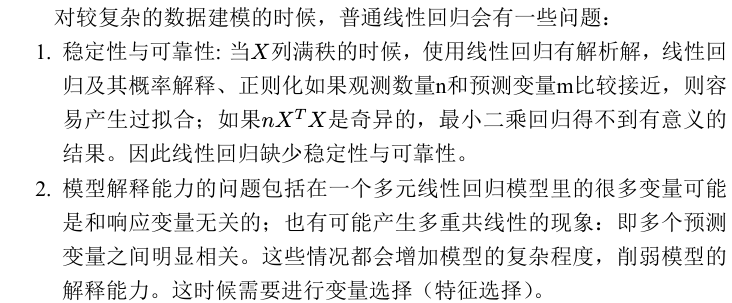 对较复杂的数据建模的时候，普通线性回归会有一些问题：
1. 稳定性与可靠性: 当X列满秩的时候，使用线性回归有解析解，线性回
归及其概率解释、正则化如果观测数量n和预测变量m比较接近，则容
易产生过拟合；如果nXᵀX是奇异的，最小二乘回归得不到有意义的
结果。因此线性回归缺少稳定性与可靠性。
2. 模型解释能力的问题包括在一个多元线性回归模型里的很多变量可能
是和响应变量无关的；也有可能产生多重共线性的现象：即多个预测
变量之间明显相关。这些情况都会增加模型的复杂程度，削弱模型的
解释能力。这时候需要进行变量选择（特征选择）。